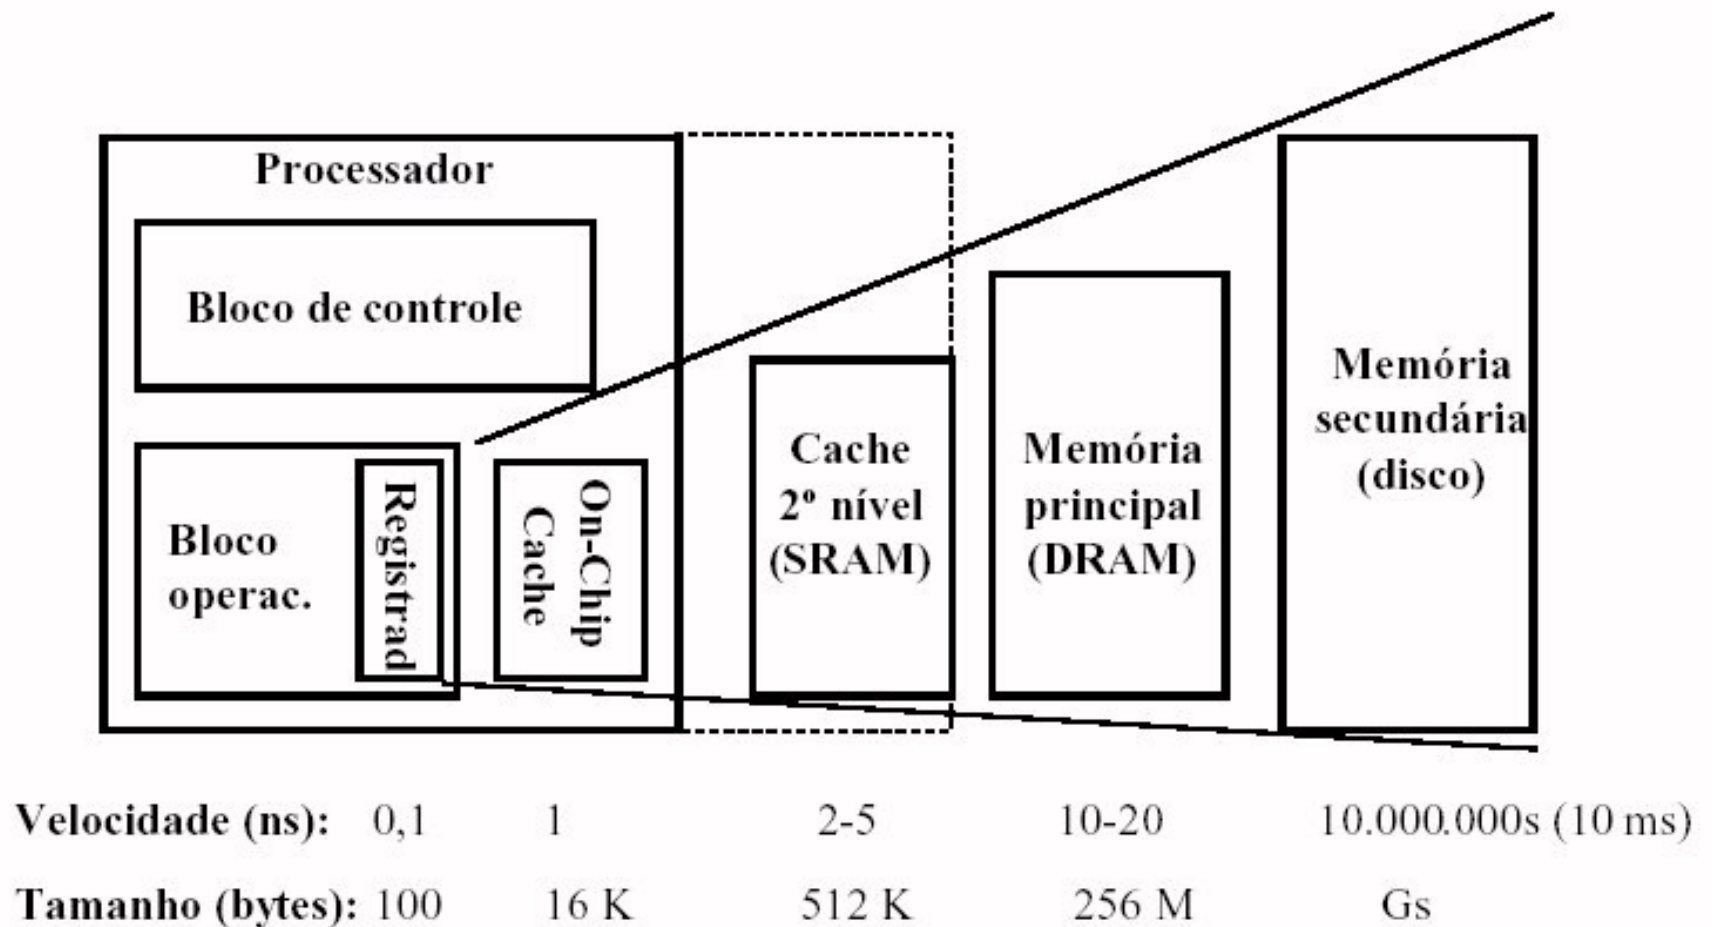 Processador
Bloco de controle
Bloco
operac.
Registrad
On-Chip
Cache
Cache
2º nível
(SRAM)
Memória
principal
(DRAM)
Memória
secundária
(disco)
Velocidade (ns): 0,1 1 2-5 10-20 10.000.000s (10 ms)
Tamanho (bytes): 100 16 K 512 K 256 M Gs